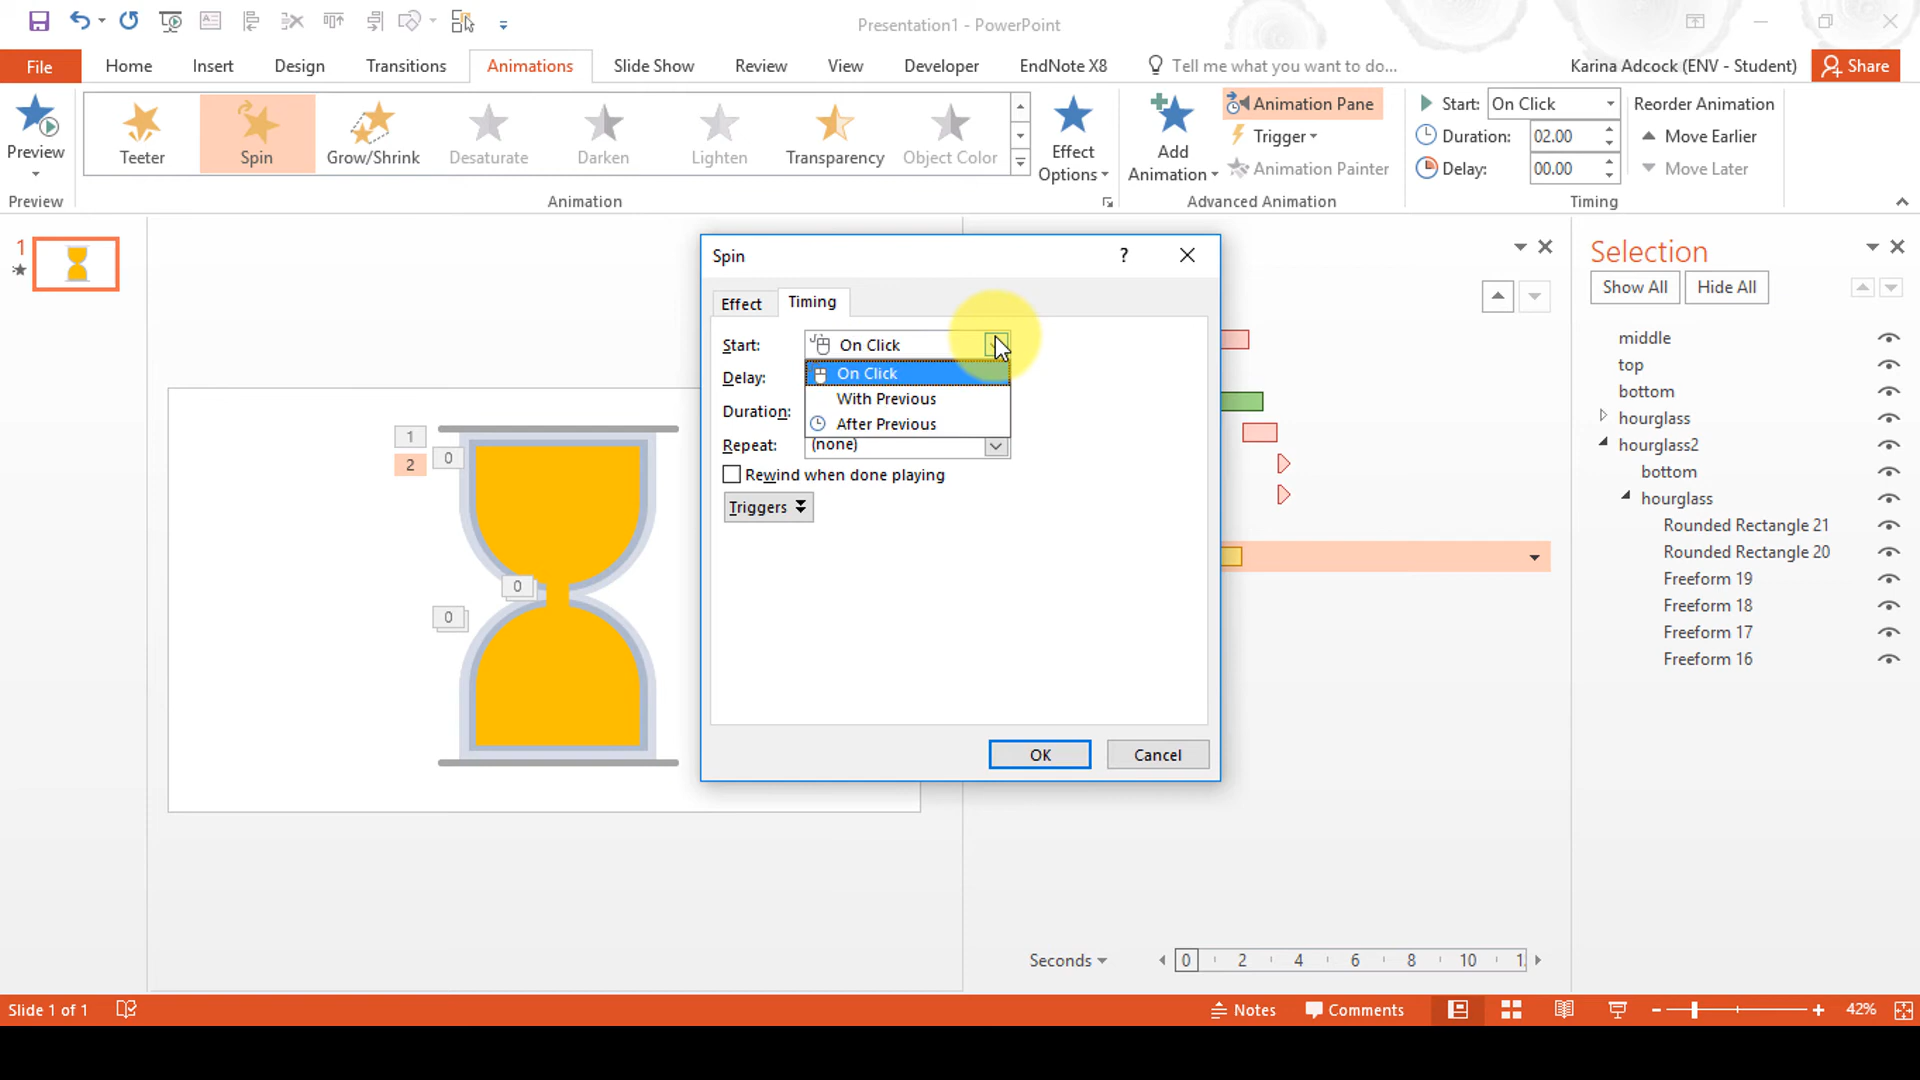 Presentation1 - PowerPoint
File
Home
Insert
Design
Transitions
Animations
Slide Show
Review
View
Developer
EndNote X8
Tell me what you want to do...
Karina Adcock (ENV - Student)
Share
Preview
Teeter
Spin
Grow/Shrink
Desaturate
Darken
Lighten
Transparency
Object Color
Effect
Options
Add
Animation
Animation Pane
Trigger
Animation Painter
Start: On Click
Duration: 02.00
Delay: 00.00
Reorder Animation
Move Earlier
Move Later
Preview
Animation
Advanced Animation
Timing
1
1
2
0
0
0
Spin
?
Effect
Timing
Start: On Click
Delay:
Duration:
On Click
With Previous
After Previous
Repeat: (none)
Rewind when done playing
Triggers
OK
Cancel
Selection
Show All
Hide All
middle
top
bottom
hourglass
hourglass2
bottom
hourglass
Rounded Rectangle 21
Rounded Rectangle 20
Freeform 19
Freeform 18
Freeform 17
Freeform 16
Seconds
0 2 4 6 8 10 1
Slide 1 of 1
Notes
Comments
42%